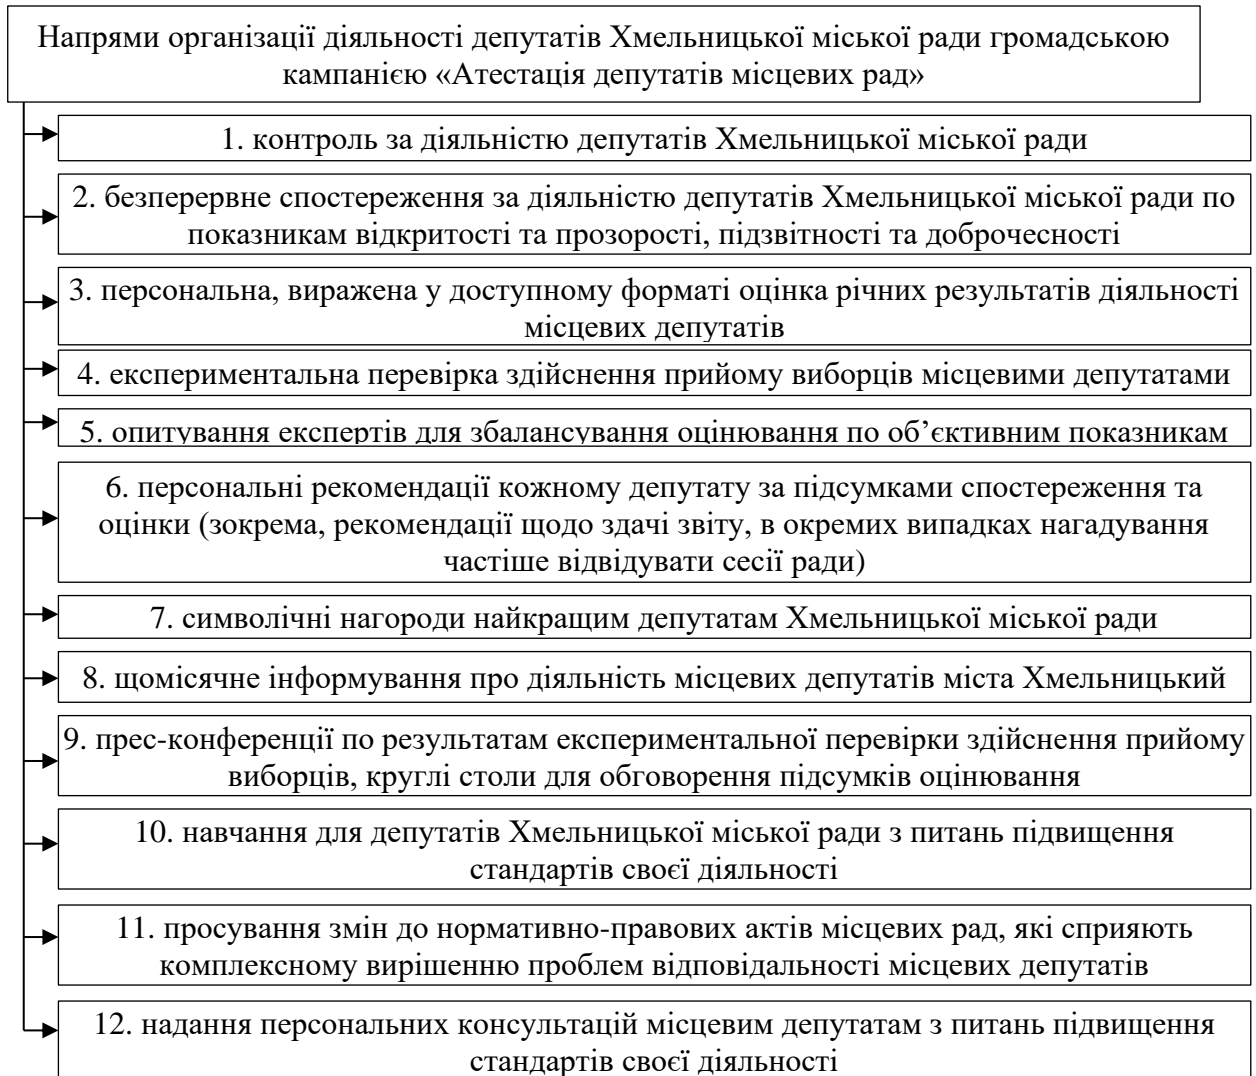 Напрями організації діяльності депутатів Хмельницької міської ради громадською
кампанією «Атестація депутатів місцевих рад»
1. контроль за діяльністю депутатів Хмельницької міської ради
2. безперервне спостереження за діяльністю депутатів Хмельницької міської ради по
показникам відкритості та прозорості, підзвітності та доброчесності
3. персональна, виражена у доступному форматі оцінка річних результатів діяльності
місцевих депутатів
4. експериментальна перевірка здійснення прийому виборців місцевими депутатами
5. опитування експертів для збалансування оцінювання по об’єктивним показникам
6. персональні рекомендації кожному депутату за підсумками спостереження та
оцінки (зокрема, рекомендації щодо здачі звіту, в окремих випадках нагадування
частіше відвідувати сесії ради)
7. символічні нагороди найкращим депутатам Хмельницької міської ради
8. щомісячне інформування про діяльність місцевих депутатів міста Хмельницький
9. прес-конференції по результатам експериментальної перевірки здійснення прийому
виборців, круглі столи для обговорення підсумків оцінювання
10. навчання для депутатів Хмельницької міської ради з питань підвищення
стандартів своєї діяльності
11. просування змін до нормативно-правових актів місцевих рад, які сприяють
комплексному вирішенню проблем відповідальності місцевих депутатів
12. надання персональних консультацій місцевим депутатам з питань підвищення
стандартів своєї діяльності